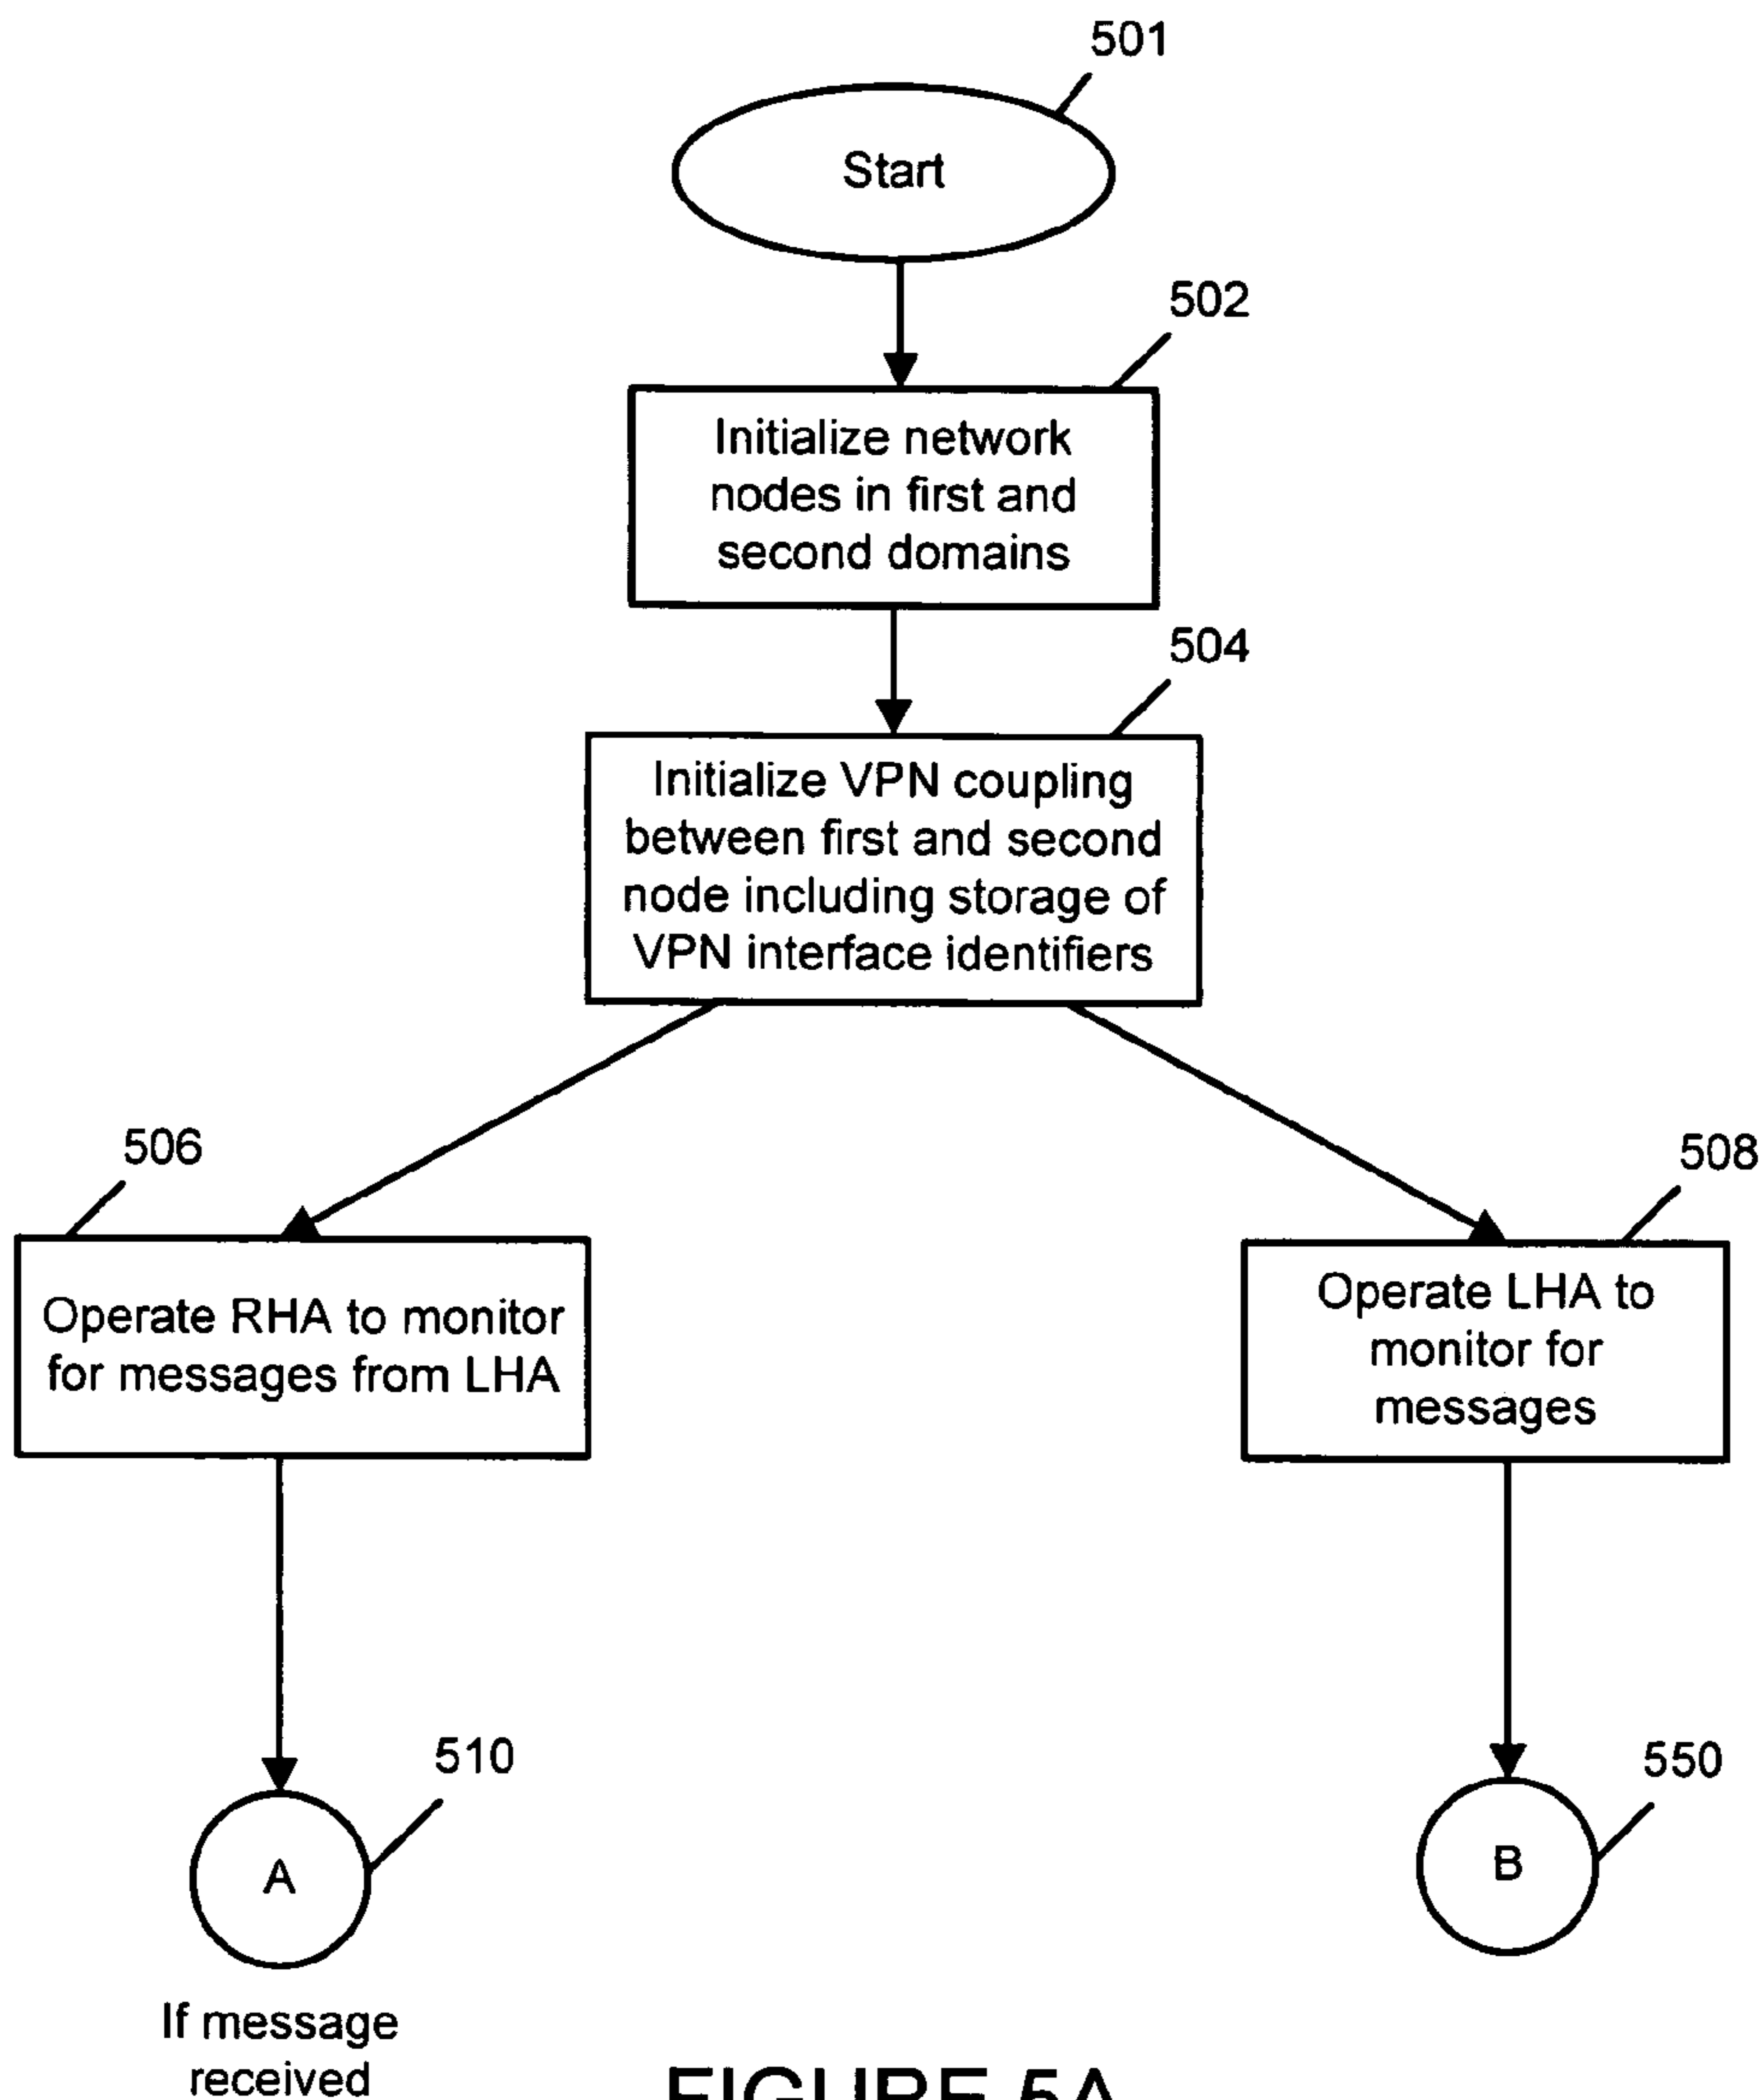 501
Start
502
Initialize network
nodes in first and
second domains
504
Initialize VPN coupling
between first and second
node including storage of
VPN interface identifiers
506
508
Operate RHA to monitor
for messages from LHA
Operate LHA to
monitor for
messages
510
550
A
B
If message
received
FIGURE 5A